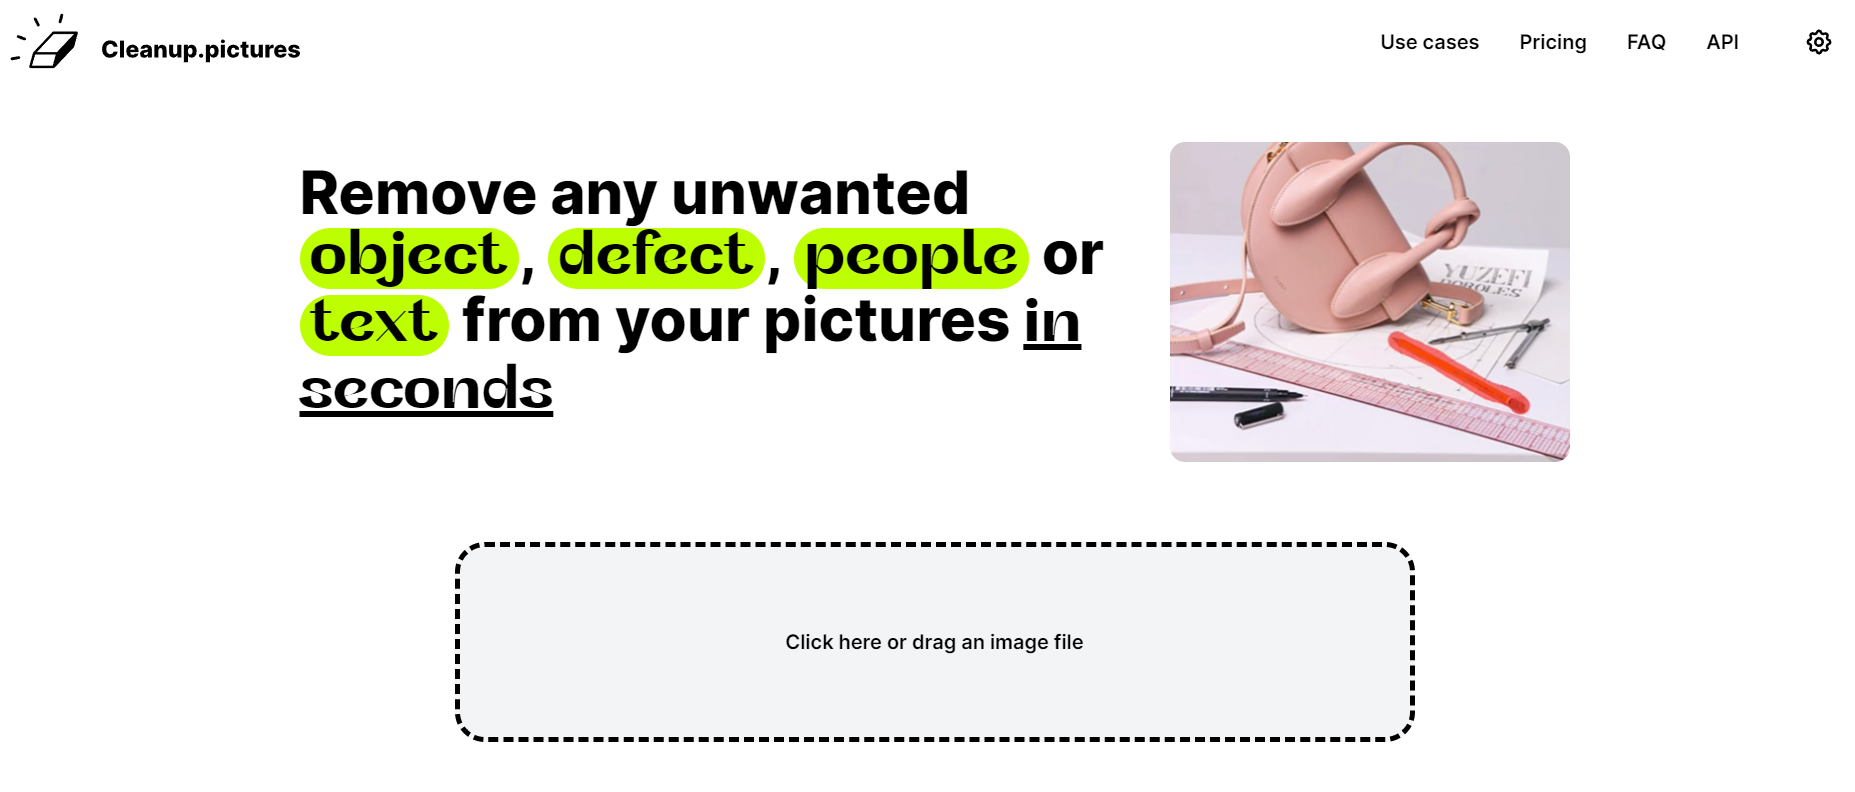 Cleanup.pictures
Use cases Pricing FAQ API
Remove any unwanted
object, defect, people or
text from your pictures in
seconds
YUZEFI
Click here or drag an image file